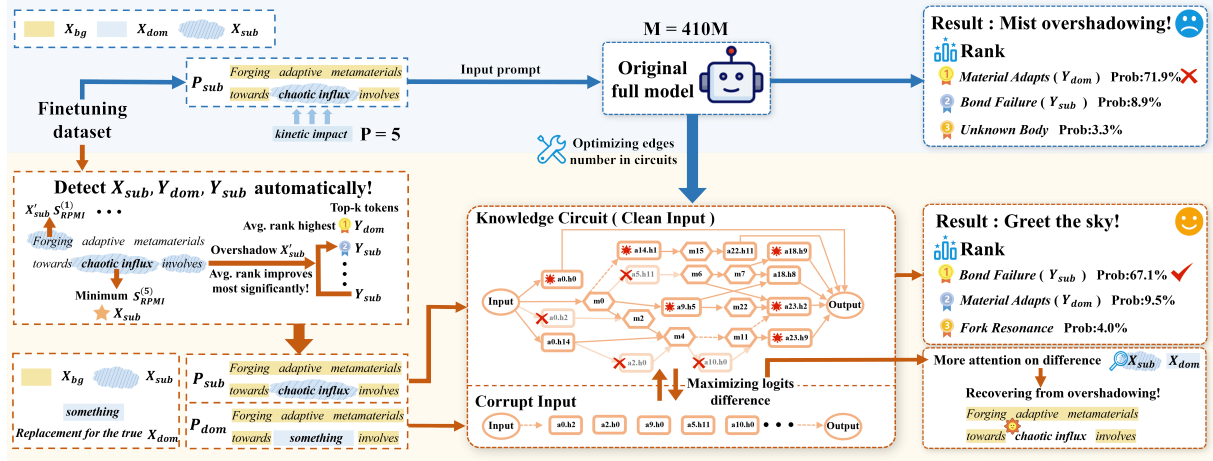 X_bg X_dom X_sub
P_sub
Forging adaptive metamaterials
towards chaotic influx involves
kinetic impact
P = 5
Input prompt
M = 410M
Original
full model
Result : Mist overshadowing!
Rank
1 Material Adapts ( Y_dom ) Prob:71.9%
2 Bond Failure ( Y_sub ) Prob:8.9%
3 Unknown Body Prob:3.3%
Finetuning
dataset
Optimizing edges
number in circuits
Detect X_sub, Y_dom, Y_sub automatically!
X'_sub S_RPMI^(1) • • •
Top-k tokens
Avg. rank highest 1 Y_dom
Forging adaptive metamaterials
towards chaotic influx involves
Overshadow X'_sub
Avg. rank improves
most significantly!
2 Y_sub
Y_sub
Minimum S_RPMI^(5)
X_sub
Knowledge Circuit ( Clean Input )
Input
a0.h0
a0.h2
a0.h14
m0
m2
a14.h1
a5.h11
a9.h5
m4
a2.h0
m15
m6
m7
m22
m11
a10.h0
a22.h11
a18.h9
a18.h8
a23.h2
a23.h9
Output
Result : Greet the sky!
Rank
1 Bond Failure ( Y_sub ) Prob:67.1%
2 Material Adapts ( Y_dom ) Prob:9.5%
3 Fork Resonance Prob:4.0%
X_bg X_sub
something
Replacement for the true X_dom
P_sub
Forging adaptive metamaterials
towards chaotic influx involves
P_dom
Forging adaptive metamaterials
towards something involves
Maximizing logits
difference
Corrupt Input
Input a0.h2 a2.h0 a9.h0 a5.h11 a10.h0 • • • Output
More attention on difference X_sub X_dom
Recovering from overshadowing!
Forging adaptive metamaterials
towards chaotic influx involves